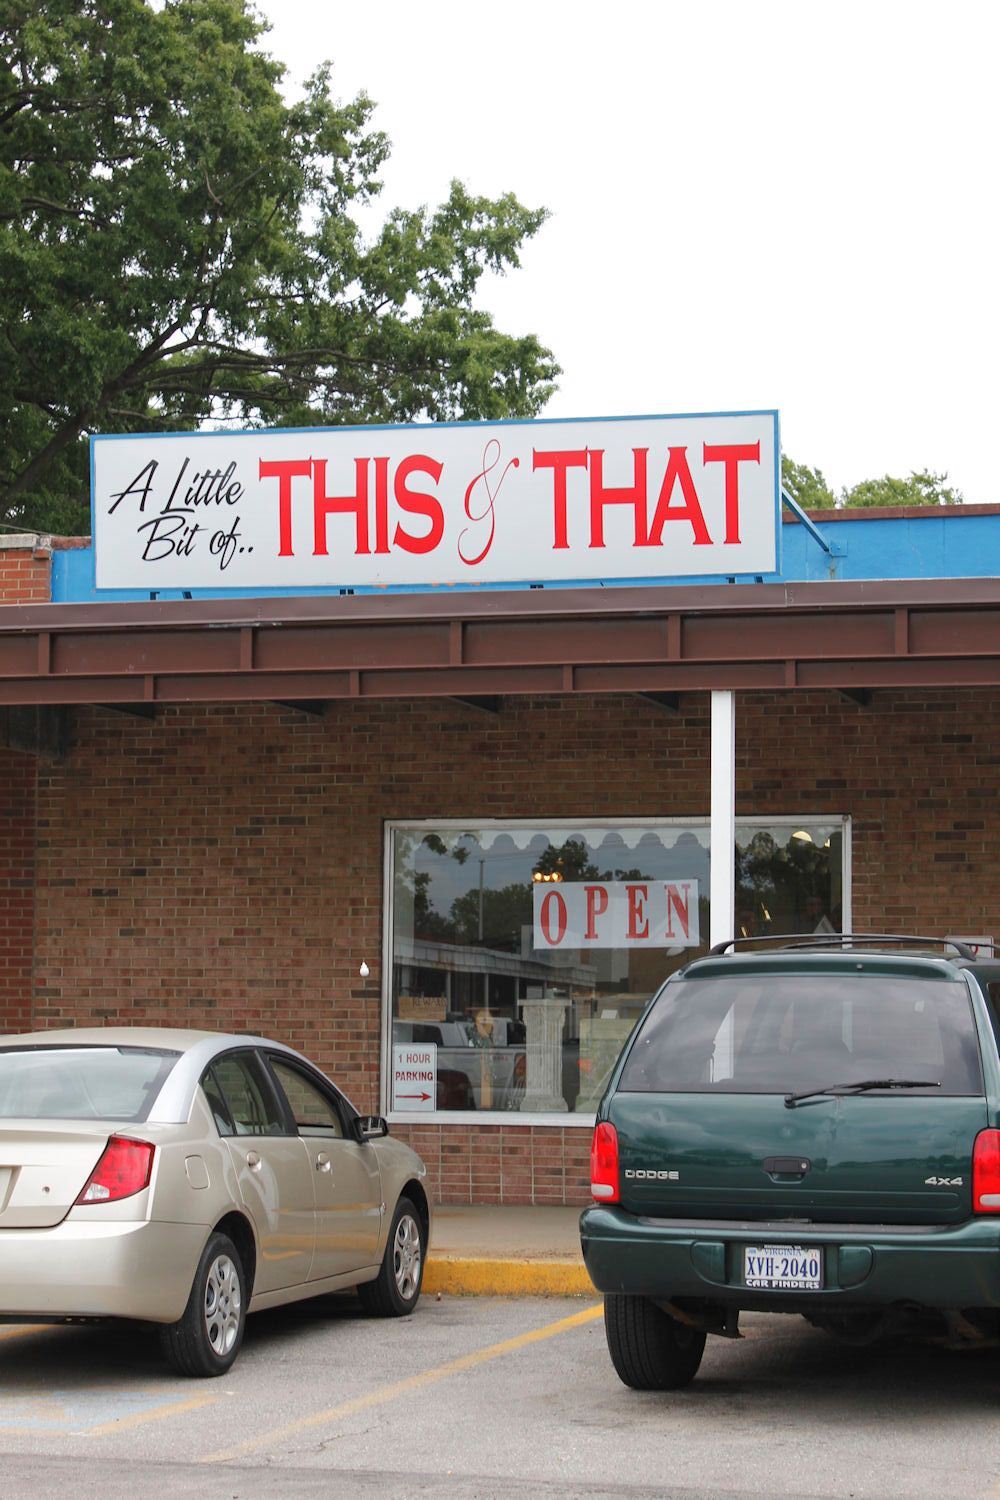 A Little
Bit of..
THIS & THAT
OPEN
1 HOUR
PARKING
DODGE
4x4
VIRGINIA
XVH-2040
CAR FINDERS